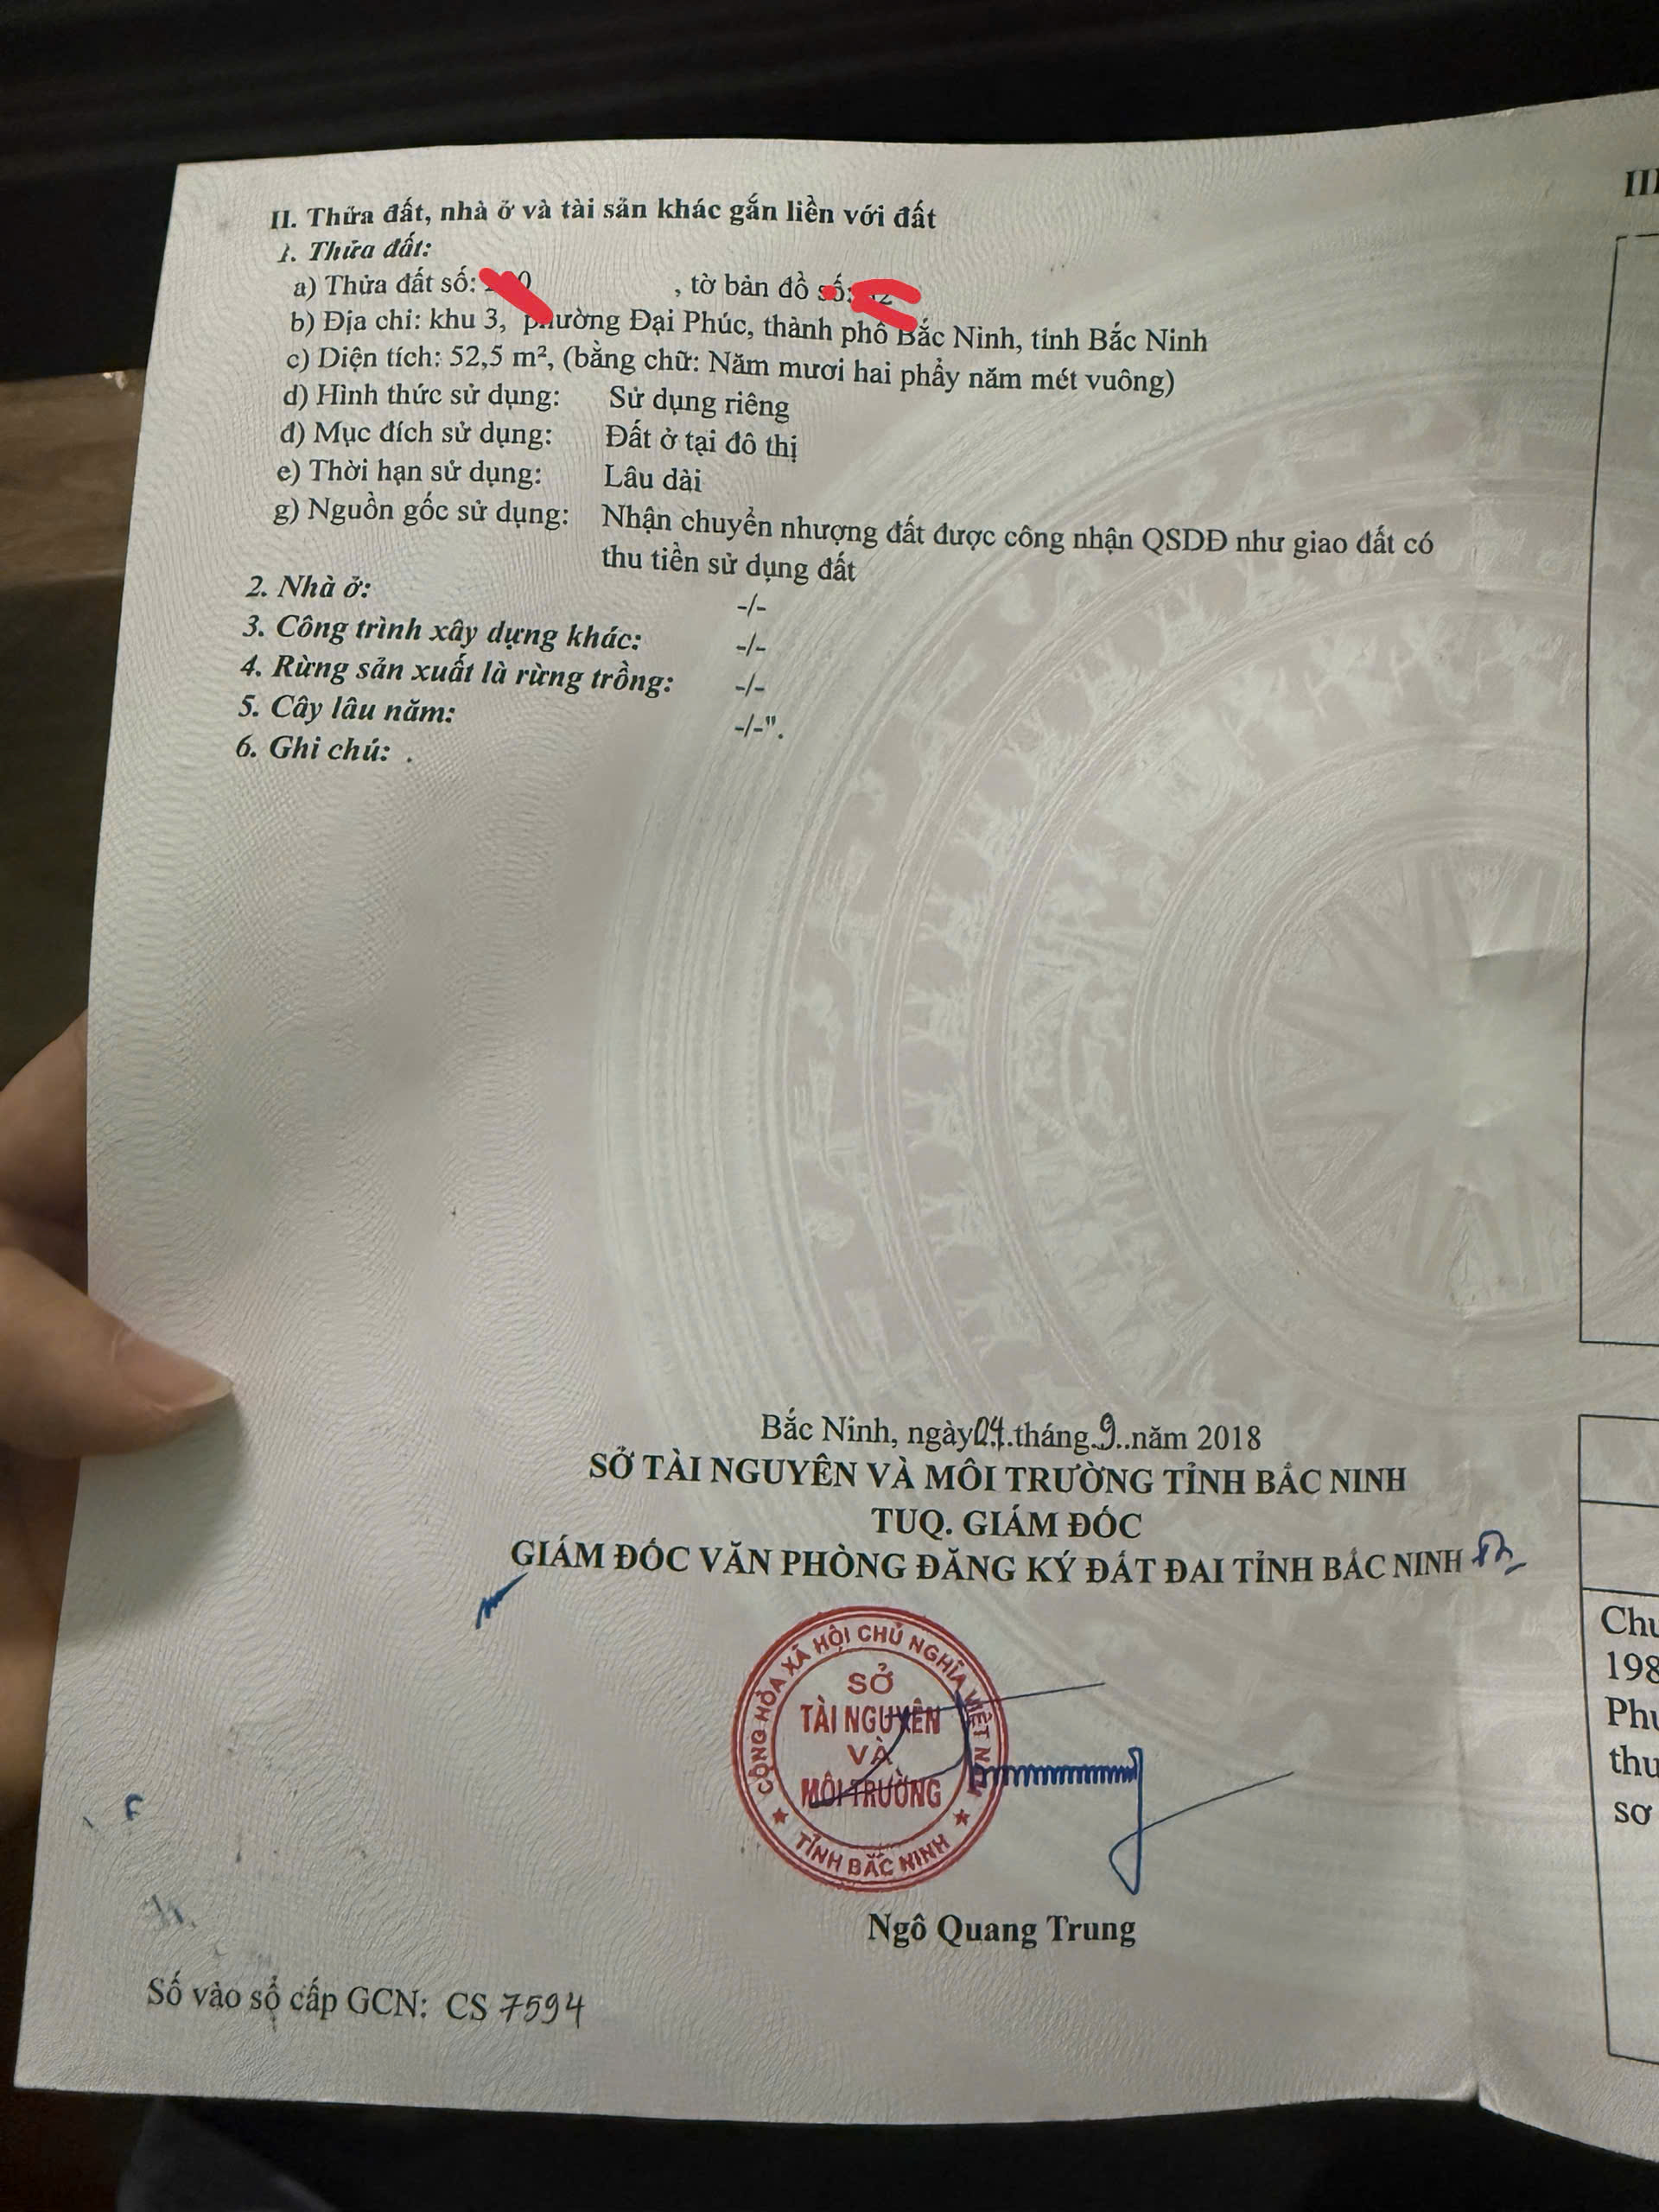 II. Thửa đất, nhà ở và tài sản khác gắn liền với đất
1. Thửa đất:
a) Thửa đất số: , tờ bản đồ số:
b) Địa chỉ: khu 3, phường Đại Phúc, thành phố Bắc Ninh, tỉnh Bắc Ninh
c) Diện tích: 52,5 m², (bằng chữ: Năm mươi hai phẩy năm mét vuông)
d) Hình thức sử dụng: Sử dụng riêng
đ) Mục đích sử dụng: Đất ở tại đô thị
e) Thời hạn sử dụng: Lâu dài
g) Nguồn gốc sử dụng: Nhận chuyển nhượng đất được công nhận QSDĐ như giao đất có
thu tiền sử dụng đất
2. Nhà ở: -/-
3. Công trình xây dựng khác: -/-
4. Rừng sản xuất là rừng trồng: -/-
5. Cây lâu năm: -/-".
6. Ghi chú: .
Bắc Ninh, ngày 04 tháng 9 năm 2018
SỞ TÀI NGUYÊN VÀ MÔI TRƯỜNG TỈNH BẮC NINH
TUQ. GIÁM ĐỐC
GIÁM ĐỐC VĂN PHÒNG ĐĂNG KÝ ĐẤT ĐAI TỈNH BẮC NINH
CỘNG HÒA XÃ HỘI CHỦ NGHĨA VIỆT NAM
SỞ
TÀI NGUYÊN
VÀ
MÔI TRƯỜNG
TỈNH BẮC NINH
Ngô Quang Trung
Số vào sổ cấp GCN: CS 7594
III
198
thu
sơ